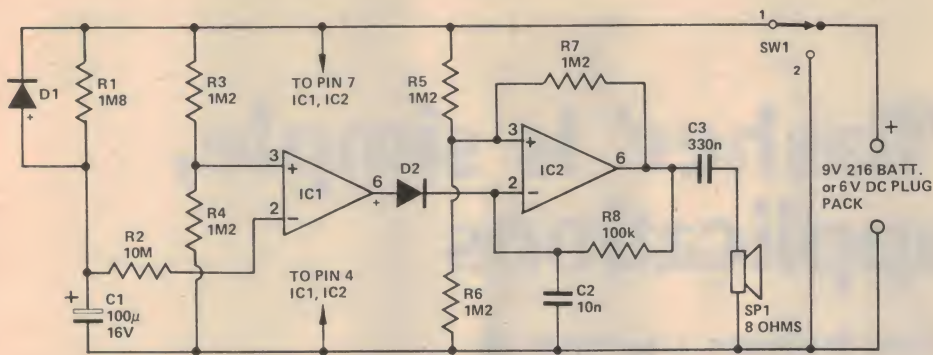 D1
+
R1
1M8
R2
10M
+
C1
100µ
16V
R3
1M2
R4
1M2
TO PIN 7
IC1, IC2
3
+
2
−
IC1
6
+
D2
TO PIN 4
IC1, IC2
R5
1M2
R6
1M2
R7
1M2
3
+
2
−
IC2
6
R8
100k
C2
10n
C3
330n
SP1
8 OHMS
1
SW1
2
+
9V 216 BATT.
or 6V DC PLUG
PACK